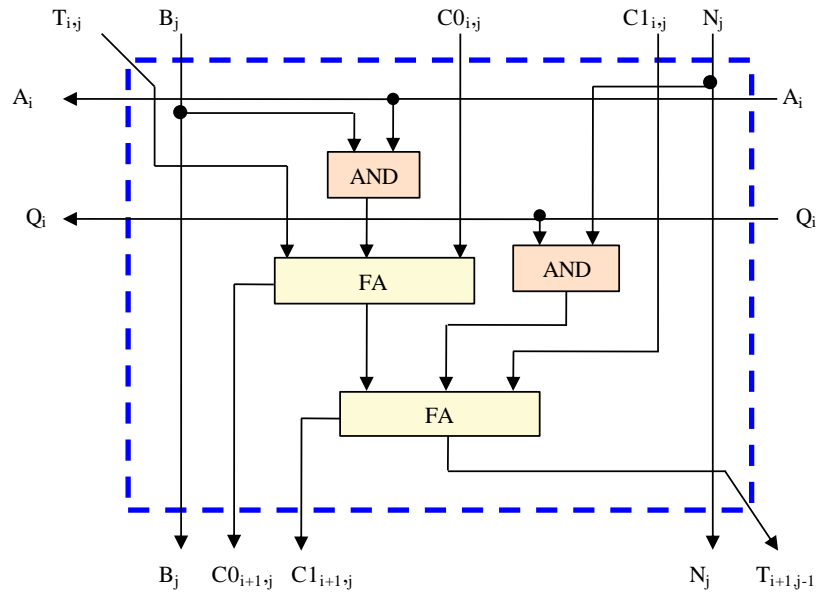 T_{i,j} B_j C0_{i,j} C1_{i,j} N_j
A_i A_i
AND
Q_i Q_i
AND
FA
FA
B_j C0_{i+1,j} C1_{i+1,j} N_j T_{i+1,j-1}